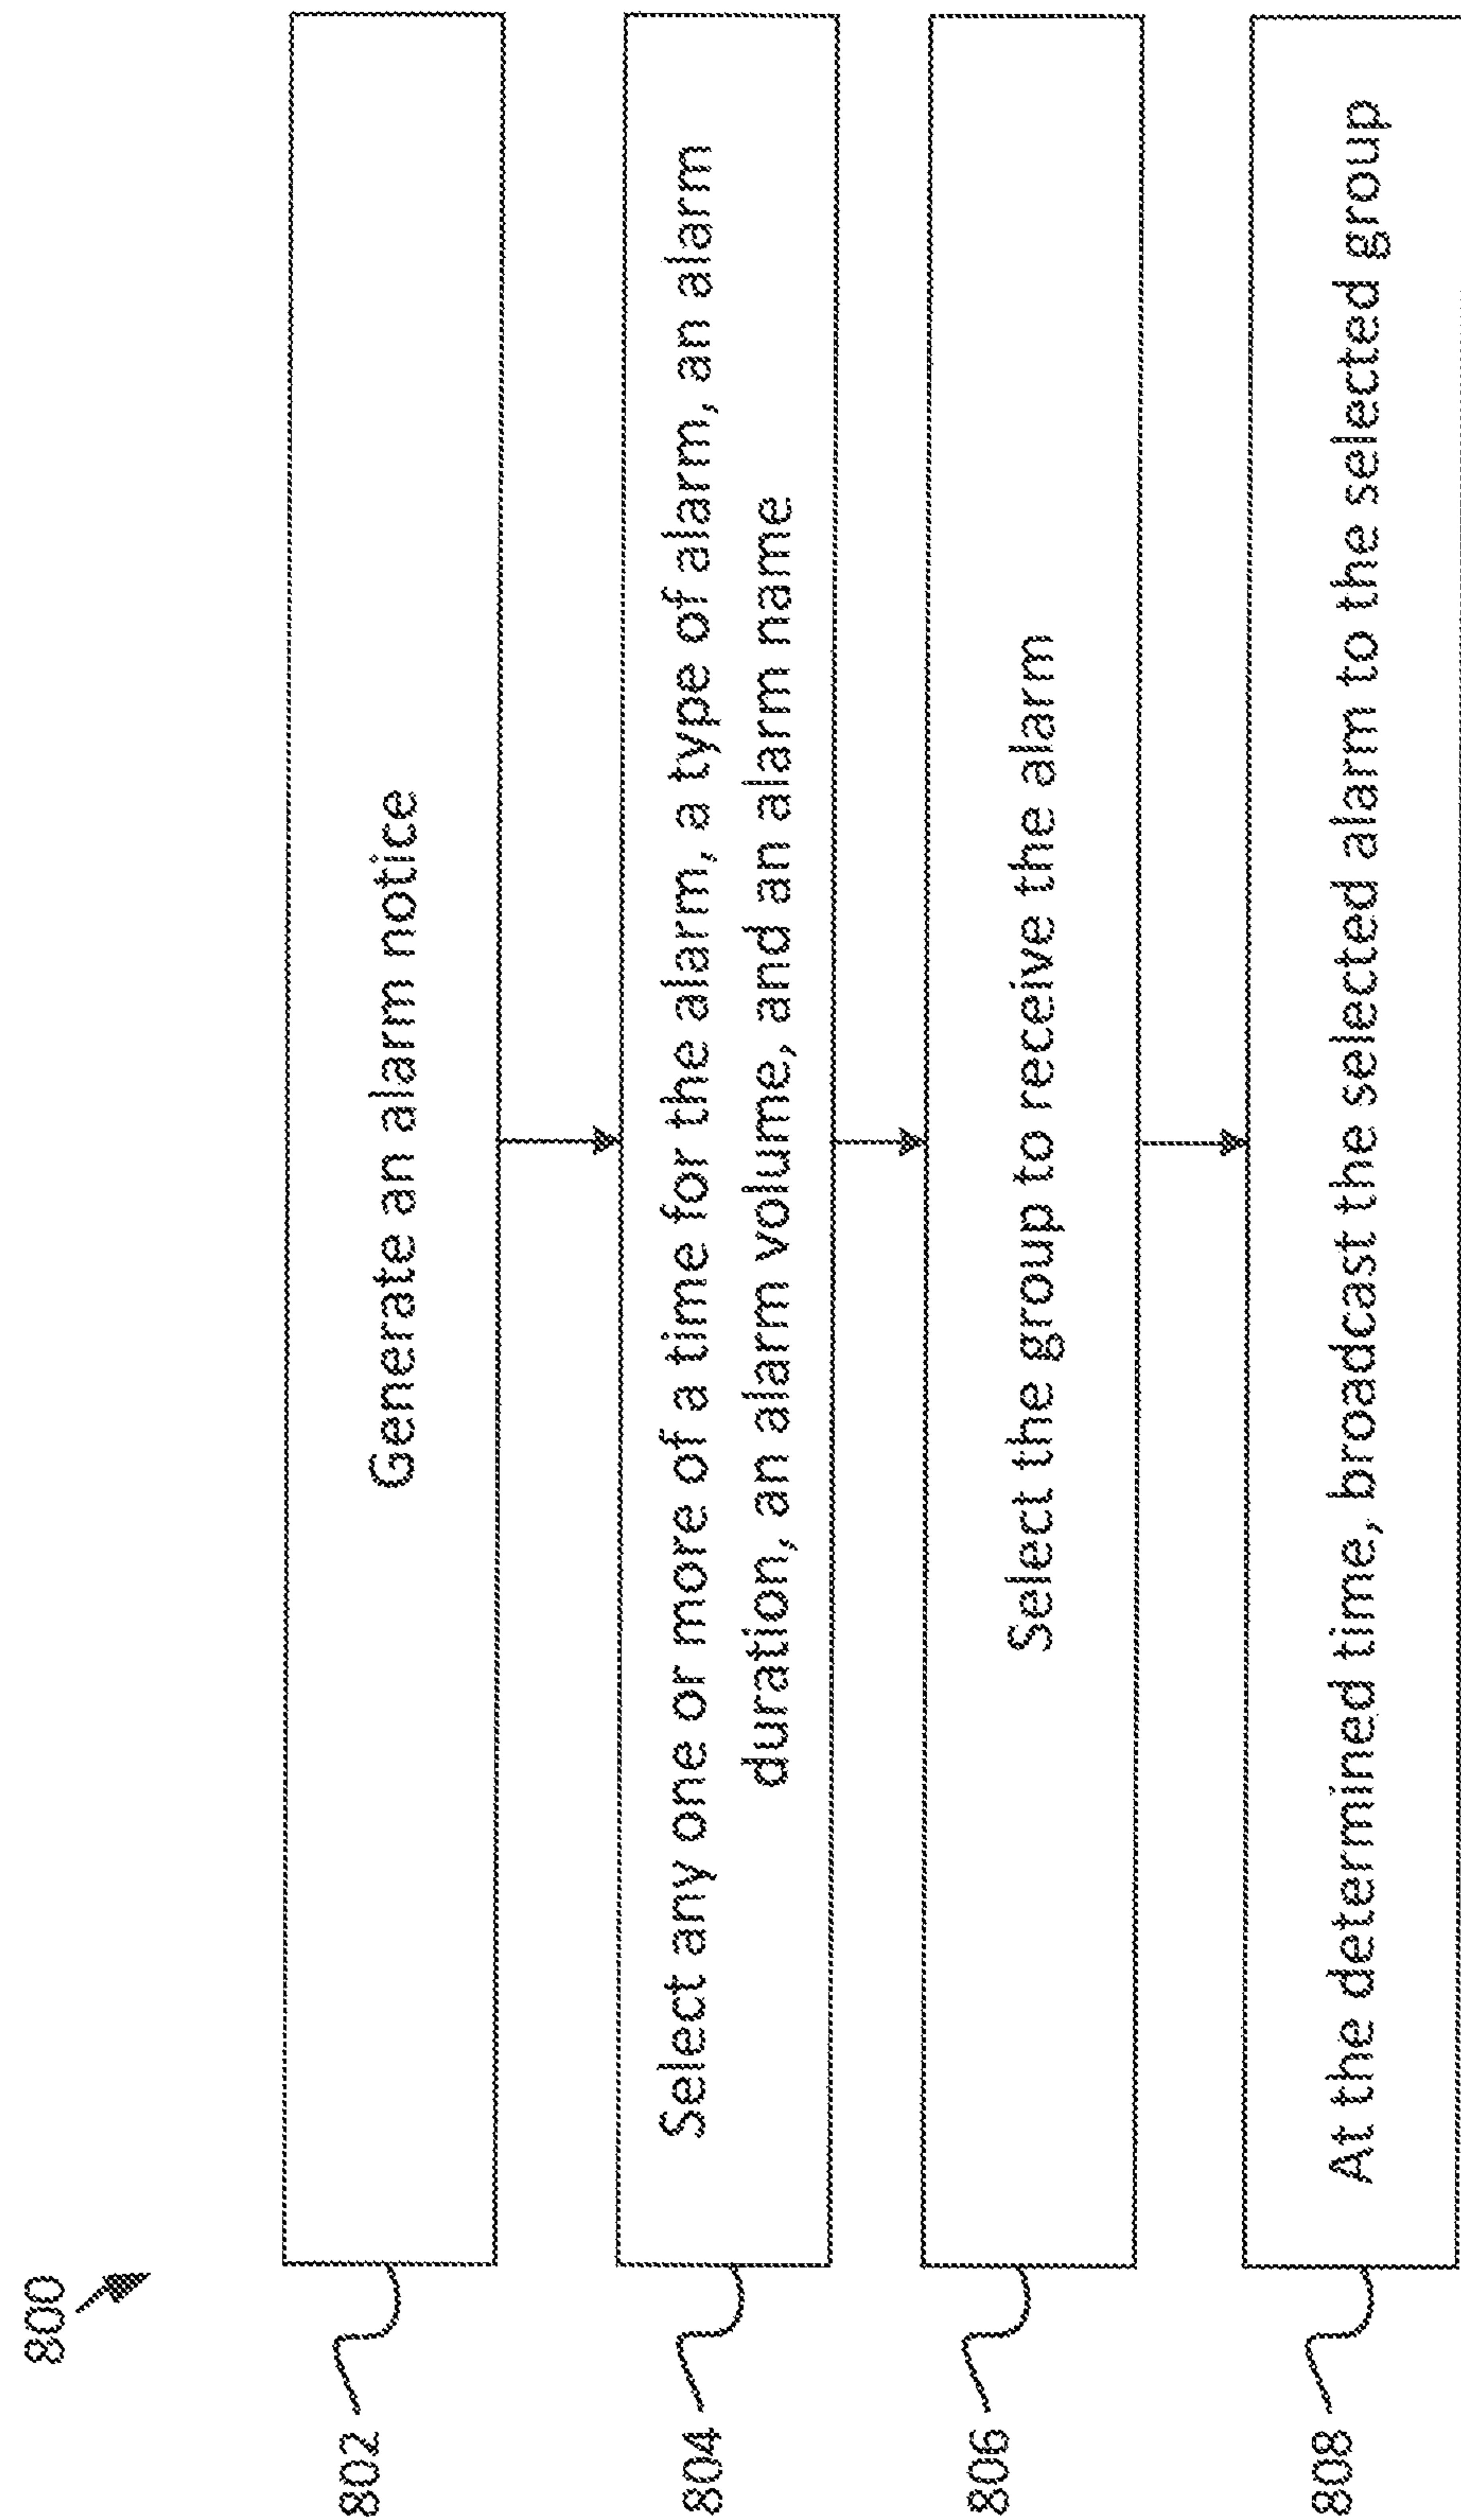 800
802
Generate an alarm notice
804
Select any one or more of a time for the alarm, a type of alarm, an alarm
duration, an alarm volume, and an alarm name
806
Select the group to receive the alarm
808
At the determined time, broadcast the selected alarm to the selected group